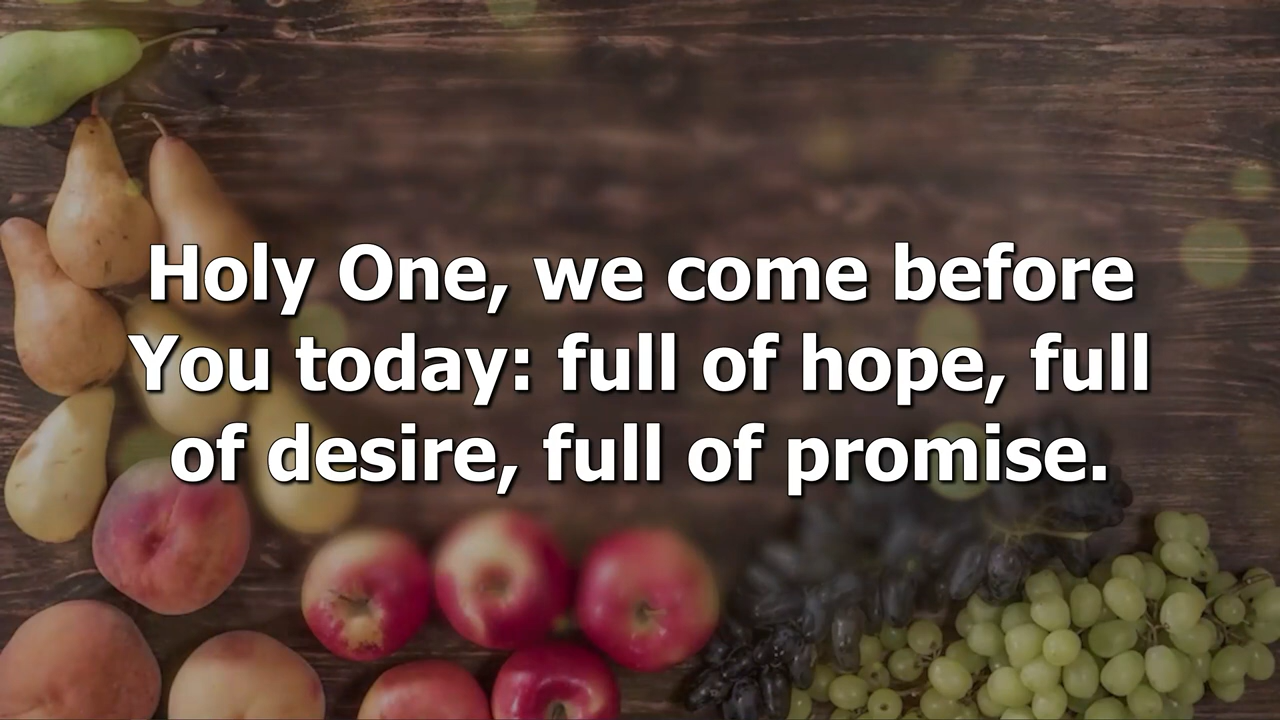 Holy One, we come before
You today: full of hope, full
of desire, full of promise.